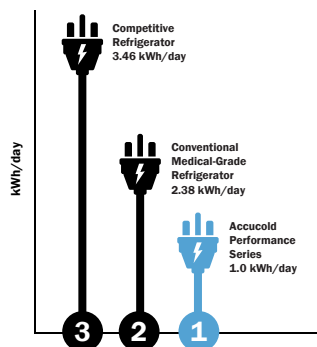 Competitive
Refrigerator
3.46 kWh/day
Conventional
Medical-Grade
Refrigerator
2.38 kWh/day
Accucold
Performance
Series
1.0 kWh/day
kWh/day
3
2
1